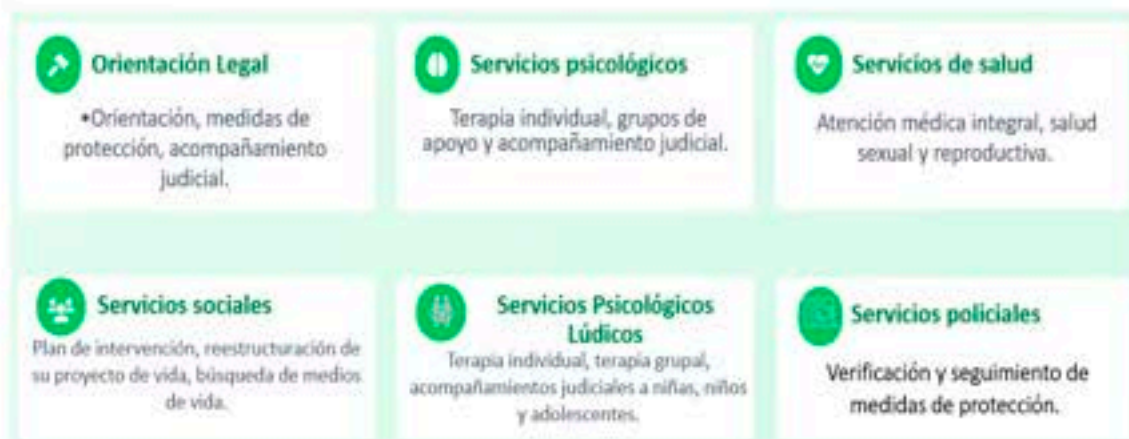 Orientación Legal
•Orientación, medidas de
protección, acompañamiento
judicial.
Servicios psicológicos
Terapia individual, grupos de
apoyo y acompañamiento judicial.
Servicios de salud
Atención médica integral, salud
sexual y reproductiva.
Servicios sociales
Plan de intervención, reestructuración de
su proyecto de vida, búsqueda de medios
de vida.
Servicios Psicológicos
Lúdicos
Terapia individual, terapia grupal,
acompañamientos judiciales a niñas, niños
y adolescentes.
Servicios policiales
Verificación y seguimiento de
medidas de protección.